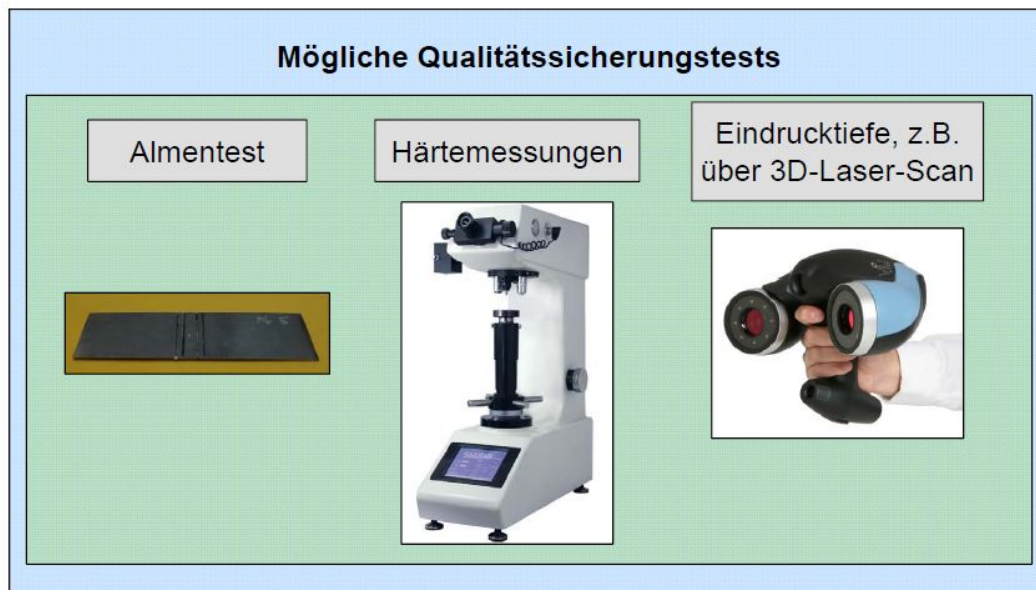 Mögliche Qualitätssicherungstests
Almentest
Härtemessungen
Eindrucktiefe, z.B.
über 3D-Laser-Scan